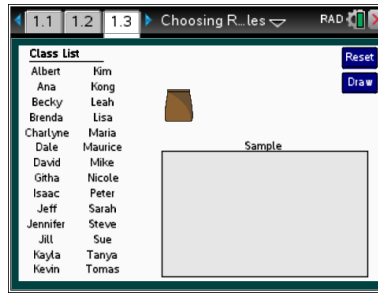 1.1 1.2 1.3 Choosing R...les RAD
Class List
Reset
Draw
Albert Kim
Ana Kong
Becky Leah
Brenda Lisa
Charlyne Maria
Dale Maurice
David Mike
Githa Nicole
Isaac Peter
Jeff Sarah
Jennifer Steve
Jill Sue
Kayla Tanya
Kevin Tomas
Sample